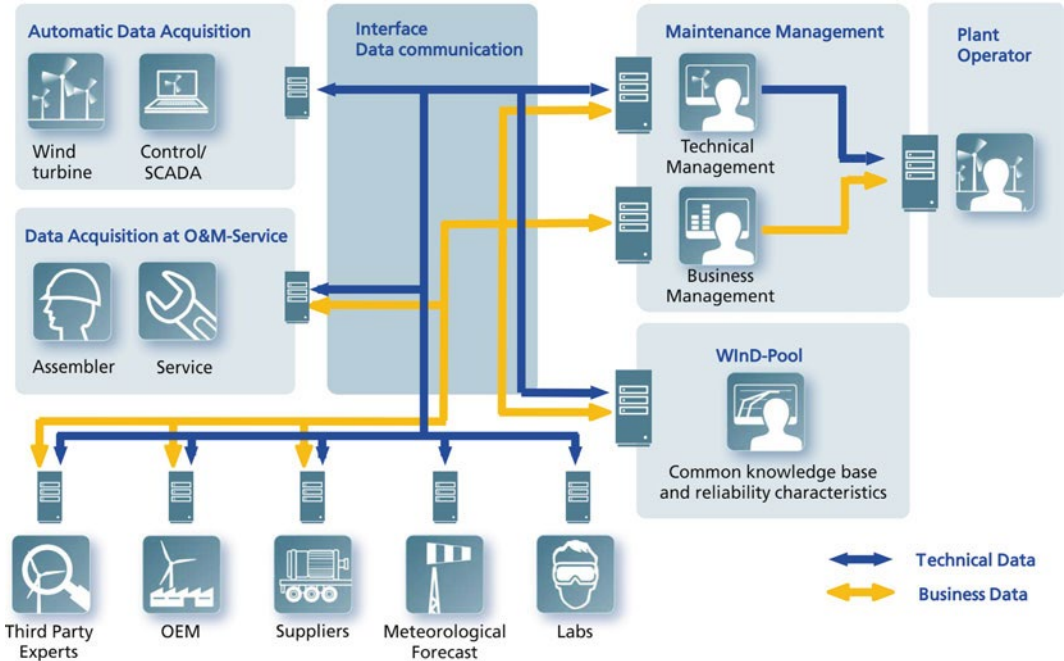 Automatic Data Acquisition
Wind
turbine
Control/
SCADA
Interface
Data communication
Maintenance Management
Technical
Management
Business
Management
Plant
Operator
Data Acquisition at O&M-Service
Assembler
Service
WInD-Pool
Common knowledge base
and reliability characteristics
Third Party
Experts
OEM
Suppliers
Meteorological
Forecast
Labs
Technical Data
Business Data